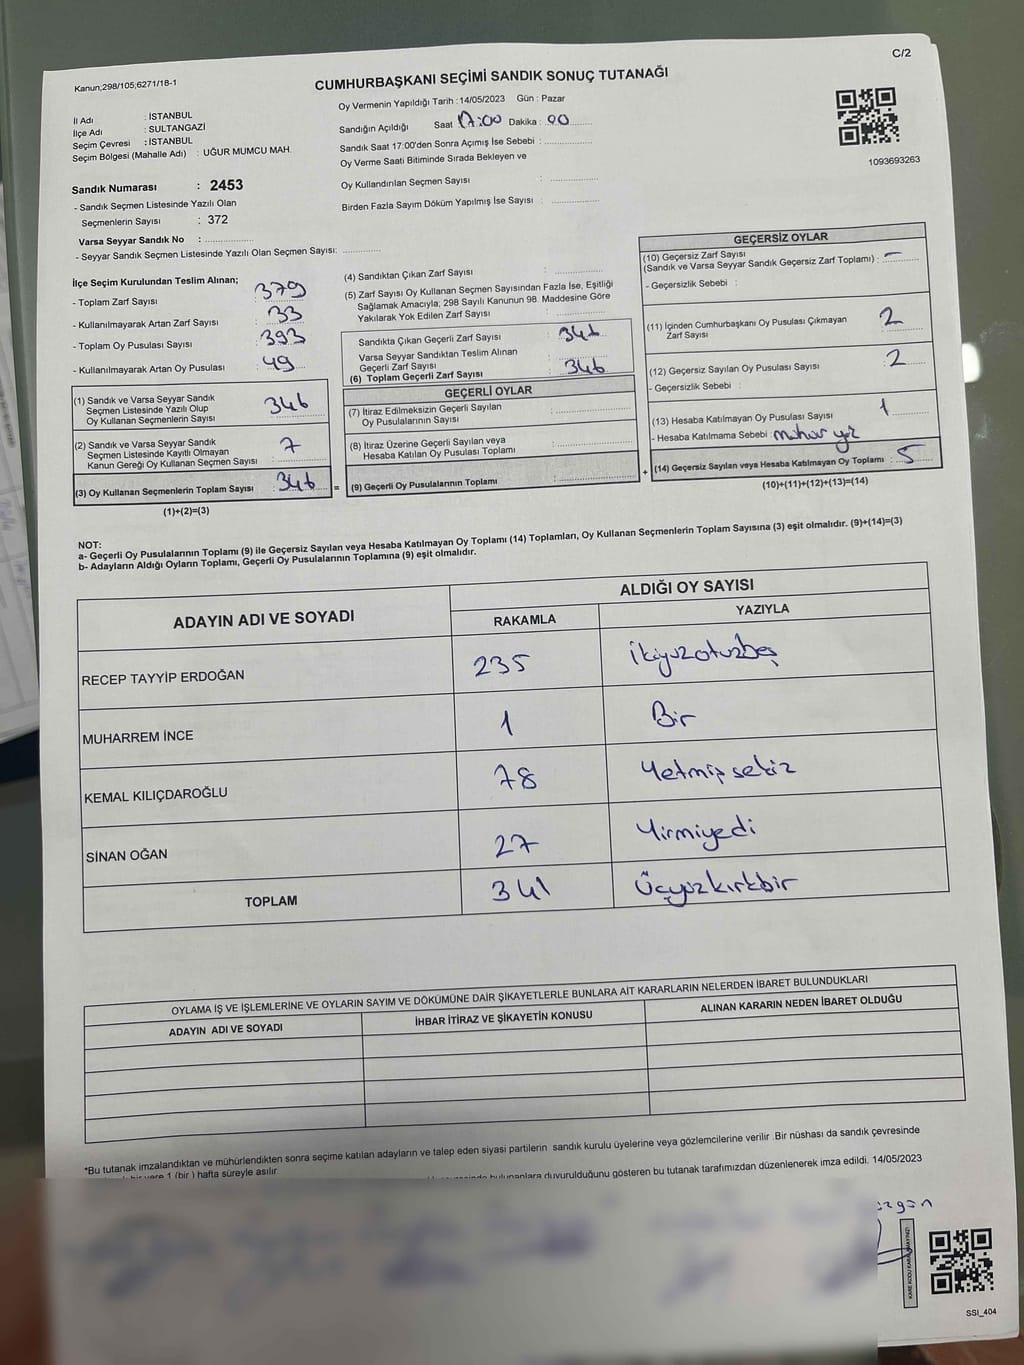 C/2
Kanun;298/105;6271/18-1
CUMHURBAŞKANI SEÇİMİ SANDIK SONUÇ TUTANAĞI
İl Adı : İSTANBUL
İlçe Adı : SULTANGAZİ
Seçim Çevresi : İSTANBUL
Seçim Bölgesi (Mahalle Adı) : UĞUR MUMCU MAH.
Oy Vermenin Yapıldığı Tarih : 14/05/2023 Gün : Pazar
Sandığın Açıldığı Saat 17:00 Dakika : 00
Sandık Saat 17:00'den Sonra Açımış İse Sebebi :
Oy Verme Saati Bitiminde Sırada Bekleyen ve
Oy Kullandırılan Seçmen Sayısı :
Birden Fazla Sayım Döküm Yapılmış İse Sayısı :
1093693263
Sandık Numarası : 2453
- Sandık Seçmen Listesinde Yazılı Olan
Seçmenlerin Sayısı : 372
Varsa Seyyar Sandık No :
- Seyyar Sandık Seçmen Listesinde Yazılı Olan Seçmen Sayısı:
İlçe Seçim Kurulundan Teslim Alınan;
- Toplam Zarf Sayısı : 379
- Kullanılmayarak Artan Zarf Sayısı : 33
- Toplam Oy Pusulası Sayısı : 393
- Kullanılmayarak Artan Oy Pusulası : 49
(1) Sandık ve Varsa Seyyar Sandık
Seçmen Listesinde Yazılı Olup
Oy Kullanan Seçmenlerin Sayısı : 346
(2) Sandık ve Varsa Seyyar Sandık
Seçmen Listesinde Kayıtlı Olmayan
Kanun Gereği Oy Kullanan Seçmen Sayısı : 7
(3) Oy Kullanan Seçmenlerin Toplam Sayısı : 346
(1)+(2)=(3)
(4) Sandıktan Çıkan Zarf Sayısı :
(5) Zarf Sayısı Oy Kullanan Seçmen Sayısından Fazla İse, Eşitliği
Sağlamak Amacıyla; 298 Sayılı Kanunun 98. Maddesine Göre
Yakılarak Yok Edilen Zarf Sayısı :
Sandıkta Çıkan Geçerli Zarf Sayısı : 346
Varsa Seyyar Sandıktan Teslim Alınan
Geçerli Zarf Sayısı :
(6) Toplam Geçerli Zarf Sayısı : 346
GEÇERLİ OYLAR
(7) İtiraz Edilmeksizin Geçerli Sayılan
Oy Pusulalarının Sayısı :
(8) İtiraz Üzerine Geçerli Sayılan veya
Hesaba Katılan Oy Pusulası Toplamı :
= (9) Geçerli Oy Pusulalarının Toplamı :
GEÇERSİZ OYLAR
(10) Geçersiz Zarf Sayısı
(Sandık ve Varsa Seyyar Sandık Geçersiz Zarf Toplamı) : –
- Geçersizlik Sebebi :
(11) İçinden Cumhurbaşkanı Oy Pusulası Çıkmayan
Zarf Sayısı : 2
(12) Geçersiz Sayılan Oy Pusulası Sayısı : 2
- Geçersizlik Sebebi :
(13) Hesaba Katılmayan Oy Pusulası Sayısı : 1
- Hesaba Katılmama Sebebi : mühür yok
+ (14) Geçersiz Sayılan veya Hesaba Katılmayan Oy Toplamı : 5
(10)+(11)+(12)+(13)=(14)
NOT:
a- Geçerli Oy Pusulalarının Toplamı (9) ile Geçersiz Sayılan veya Hesaba Katılmayan Oy Toplamı (14) Toplamları, Oy Kullanan Seçmenlerin Toplam Sayısına (3) eşit olmalıdır. (9)+(14)=(3)
b- Adayların Aldığı Oyların Toplamı, Geçerli Oy Pusulalarının Toplamına (9) eşit olmalıdır.
ADAYIN ADI VE SOYADI
ALDIĞI OY SAYISI
RAKAMLA YAZIYLA
RECEP TAYYİP ERDOĞAN 235 İkiyüzotuzbeş
MUHARREM İNCE 1 Bir
KEMAL KILIÇDAROĞLU 78 Yetmiş sekiz
SİNAN OĞAN 27 Yirmiyedi
TOPLAM 341 Üçyüzkırkbir
OYLAMA İŞ VE İŞLEMLERİNE VE OYLARIN SAYIM VE DÖKÜMÜNE DAİR ŞİKAYETLERLE BUNLARA AİT KARARLARIN NELERDEN İBARET BULUNDUKLARI
ADAYIN ADI VE SOYADI İHBAR İTİRAZ VE ŞİKAYETİN KONUSU ALINAN KARARIN NEDEN İBARET OLDUĞU
*Bu tutanak imzalandıktan ve mühürlendikten sonra seçime katılan adayların ve talep eden siyasi partilerin sandık kurulu üyelerine veya gözlemcilerine verilir .Bir nüshası da sandık çevresinde
bir yere 1 (bir ) hafta süreyle asılır
bulunanlara duyurulduğunu gösteren bu tutanak tarafımızdan düzenlenerek imza edildi. 14/05/2023
SSI_404